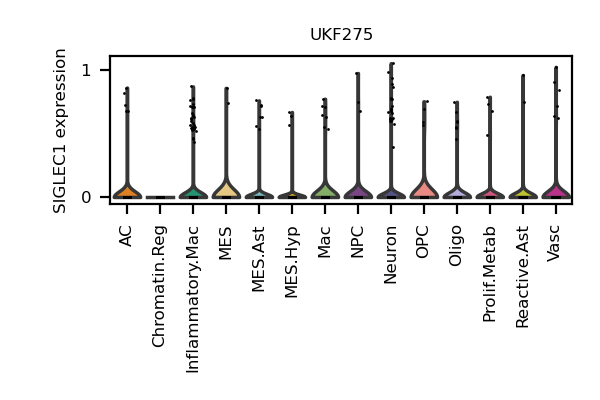 UKF275
SIGLEC1 expression
1
0
AC
Chromatin.Reg
Inflammatory.Mac
MES
MES.Ast
MES.Hyp
Mac
NPC
Neuron
OPC
Oligo
Prolif.Metab
Reactive.Ast
Vasc